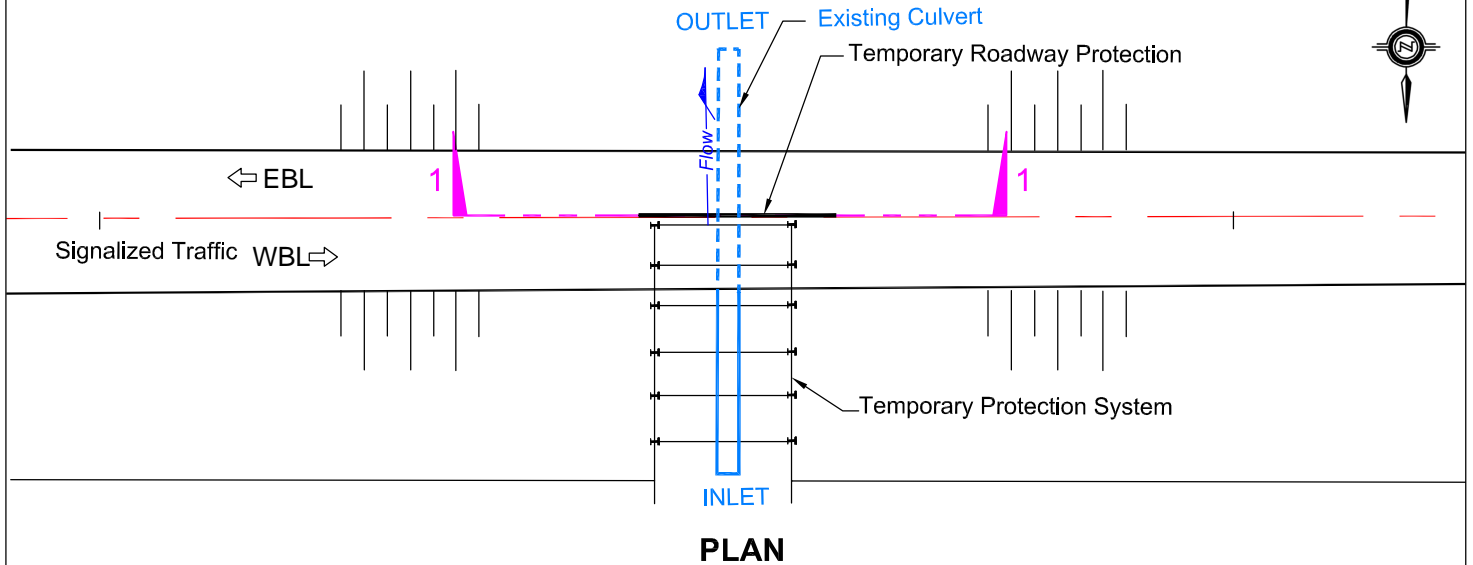 OUTLET
Existing Culvert
Temporary Roadway Protection
N
Flow
1
EBL
1
Signalized Traffic
WBL
Temporary Protection System
INLET
PLAN